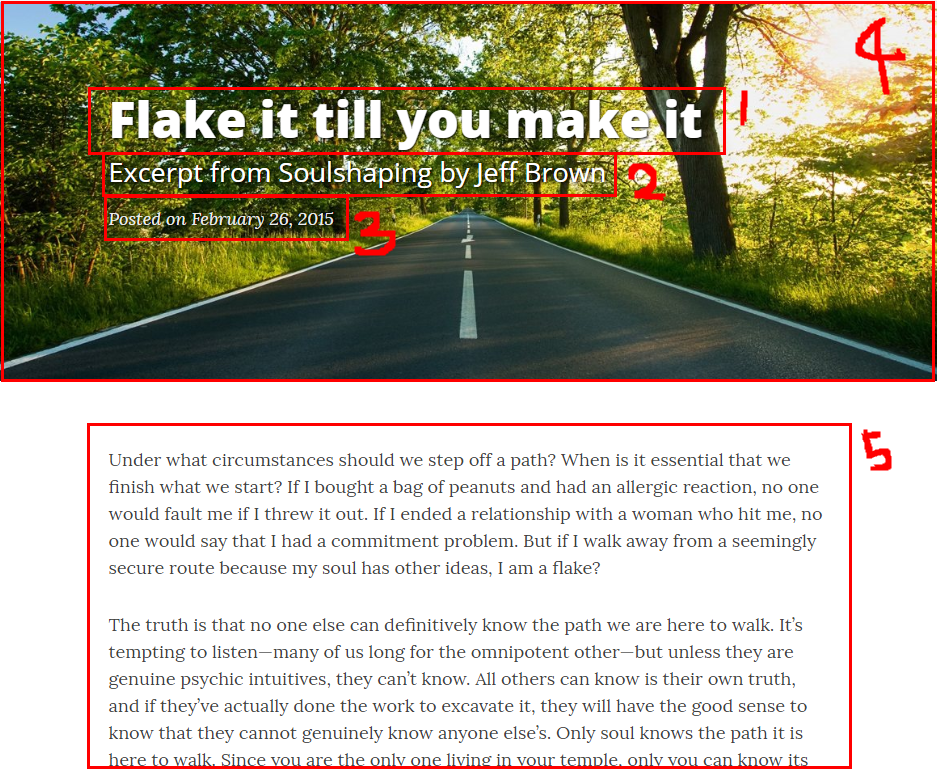 4
Flake it till you make it
1
Excerpt from Soulshaping by Jeff Brown
2
Posted on February 26, 2015
3
5
Under what circumstances should we step off a path? When is it essential that we
finish what we start? If I bought a bag of peanuts and had an allergic reaction, no one
would fault me if I threw it out. If I ended a relationship with a woman who hit me, no
one would say that I had a commitment problem. But if I walk away from a seemingly
secure route because my soul has other ideas, I am a flake?
The truth is that no one else can definitively know the path we are here to walk. It’s
tempting to listen—many of us long for the omnipotent other—but unless they are
genuine psychic intuitives, they can’t know. All others can know is their own truth,
and if they’ve actually done the work to excavate it, they will have the good sense to
know that they cannot genuinely know anyone else’s. Only soul knows the path it is
here to walk. Since you are the only one living in your temple, only you can know its